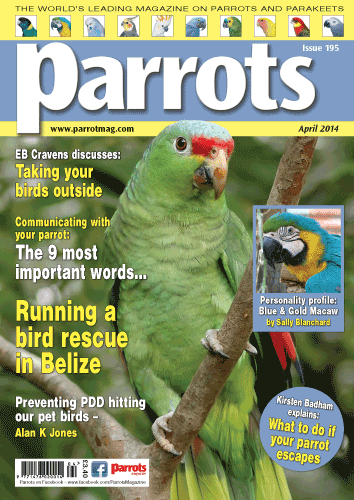 THE WORLD'S LEADING MAGAZINE ON PARROTS AND PARAKEETS
Issue 195
parrots
www.parrotmag.com
April 2014
EB Cravens discusses:
Taking your
birds outside
Communicating with
your parrot:
The 9 most
important words...
Personality profile:
Blue & Gold Macaw
by Sally Blanchard
Running a
bird rescue
in Belize
Preventing PDD hitting
our pet birds –
Alan K Jones
Kirsten Badham
explains:
What to do if
your parrot
escapes
£3.40
f
parrots
Parrots on Facebook - www.facebook.com/ParrotsMagazine